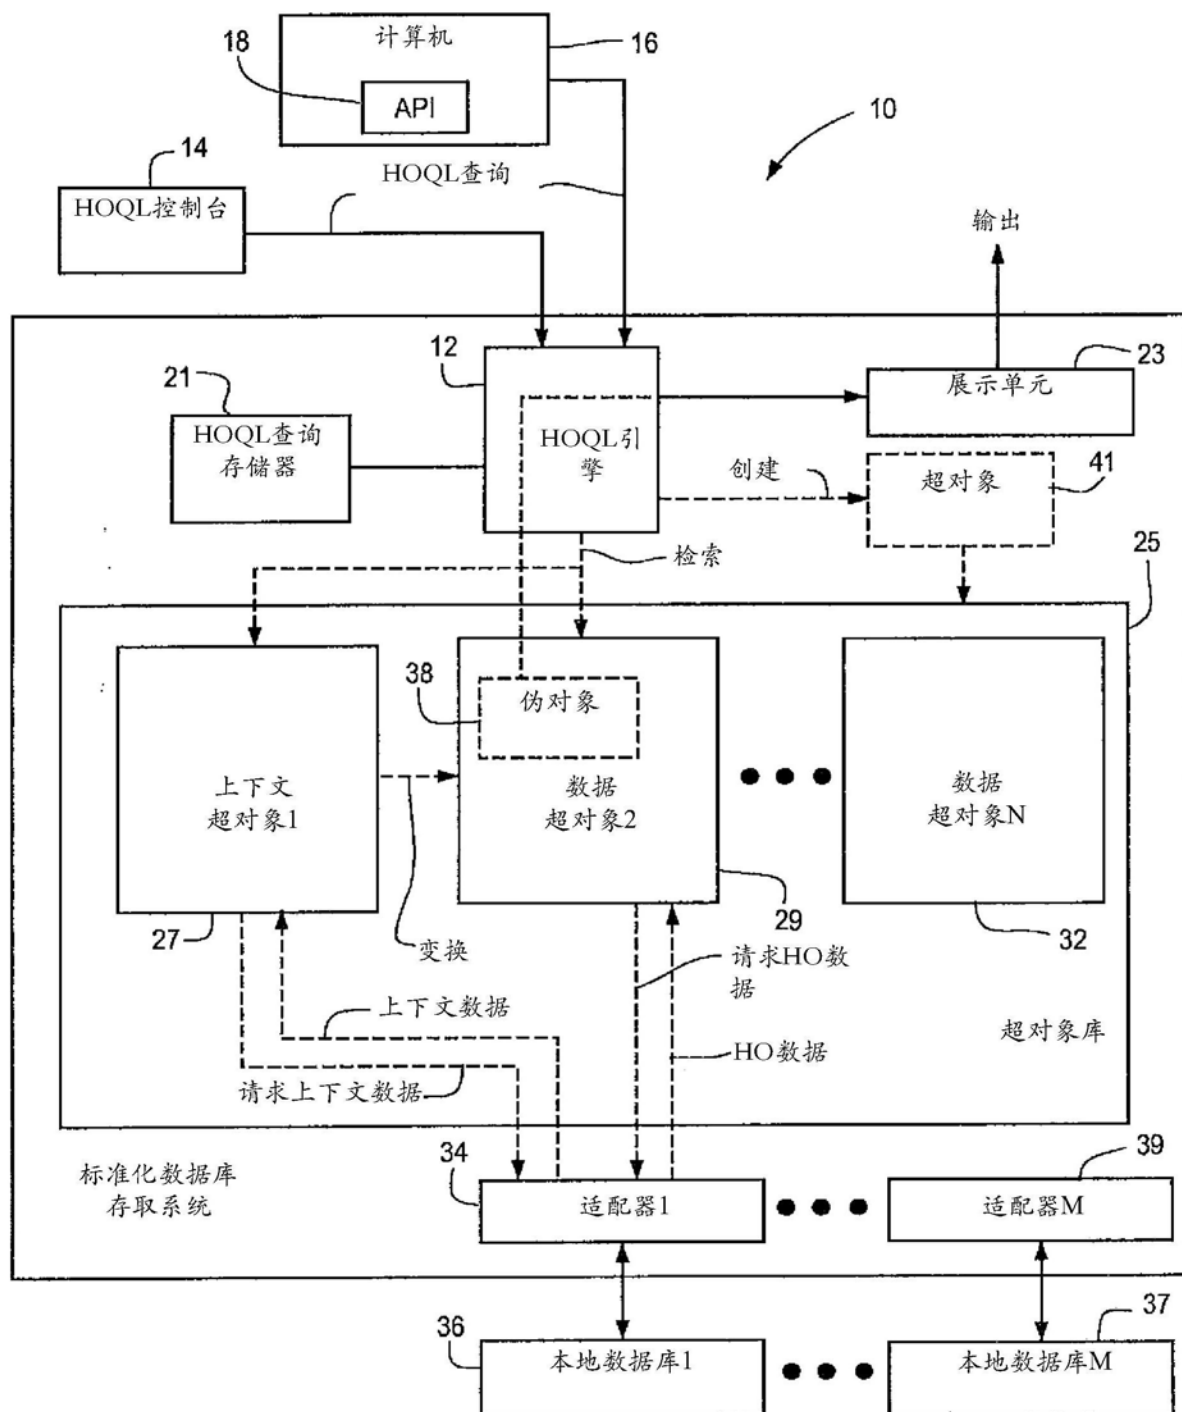 计算机
16
18
API
10
14
HOQL查询
HOQL控制台
输出
12
23
展示单元
21
HOQL查询
存储器
HOQL引
擎
创建
超对象
41
检索
25
38
伪对象
上下文
超对象1
数据
超对象2
数据
超对象N
27
变换
29
32
请求HO数
据
上下文数据
HO数据
超对象库
请求上下文数据
标准化数据库
存取系统
34
适配器1
39
适配器M
36
本地数据库1
37
本地数据库M